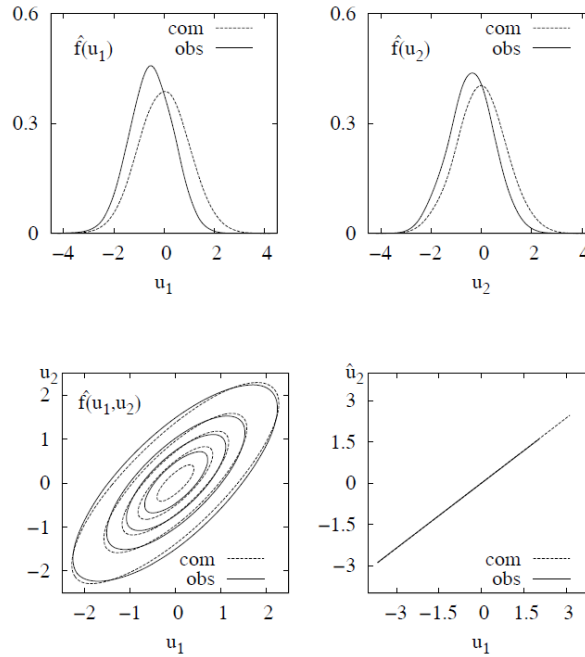 0.6
f̂(u₁)
com
obs
0.3
0
−4 −2 0 2 4
u₁
0.6
f̂(u₂)
com
obs
0.3
0
−4 −2 0 2 4
u₂
u₂
2
f̂(u₁,u₂)
1
0
−1
−2
com
obs
−2 −1 0 1 2
u₁
û₂
3
1.5
0
−1.5
−3
com
obs
−3 −1.5 0 1.5 3
u₁